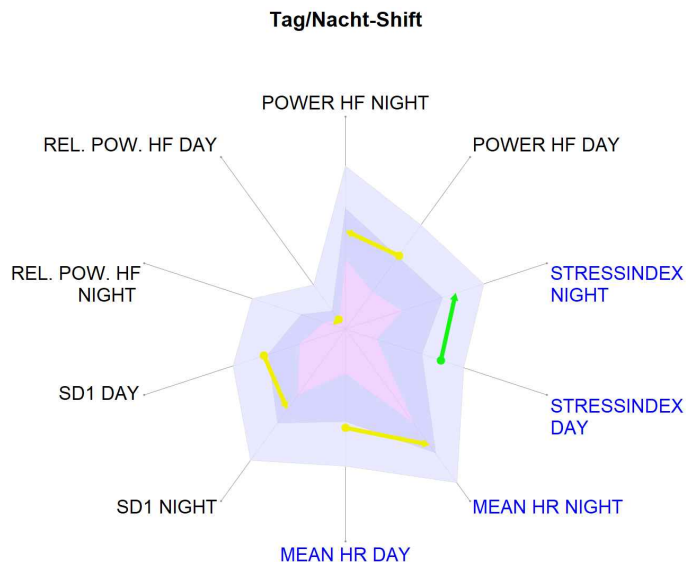 Tag/Nacht-Shift
POWER HF NIGHT
REL. POW. HF DAY
POWER HF DAY
REL. POW. HF
NIGHT
STRESSINDEX
NIGHT
SD1 DAY
STRESSINDEX
DAY
SD1 NIGHT
MEAN HR NIGHT
MEAN HR DAY